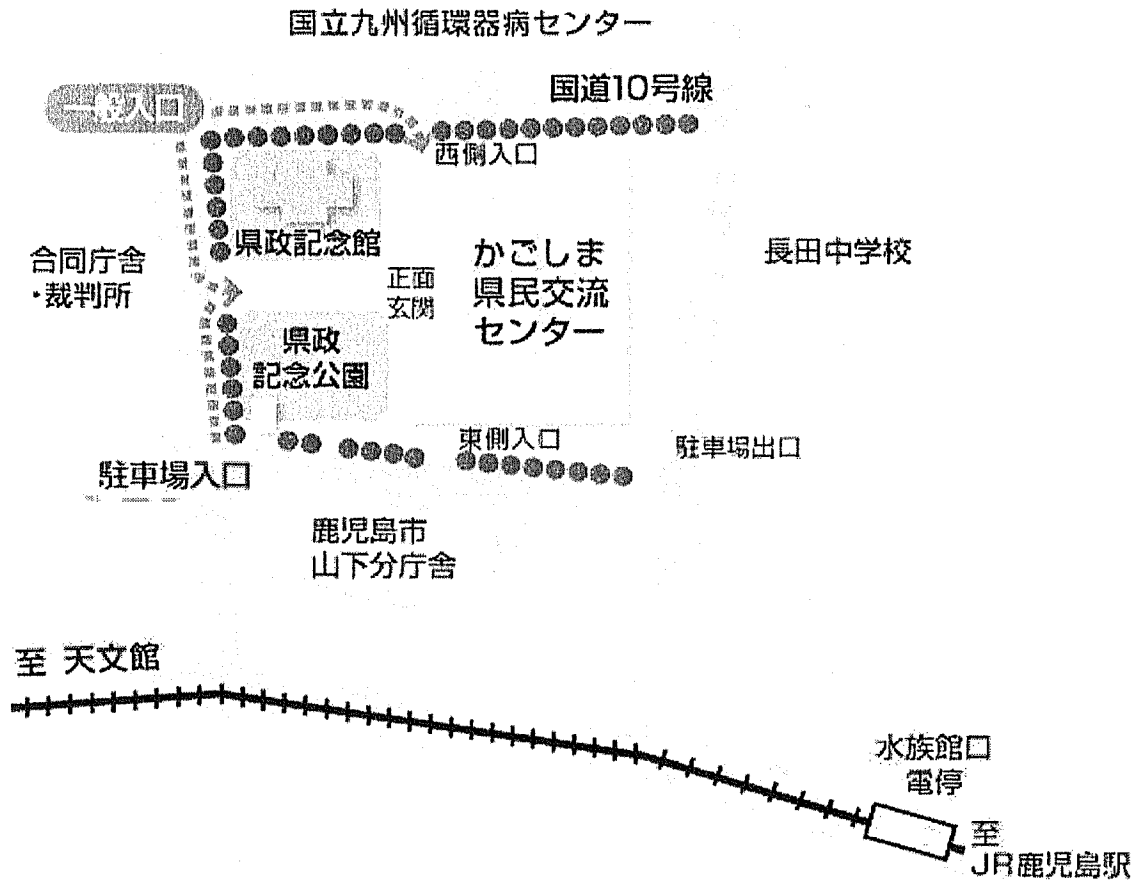 国立九州循環器病センター
一般入口
国道10号線
西側入口
県政記念館
合同庁舎
・裁判所
正面
玄関
かごしま
県民交流
センター
長田中学校
県政
記念公園
東側入口
駐車場出口
駐車場入口
鹿児島市
山下分庁舎
至 天文館
水族館口
電停
至
JR鹿児島駅